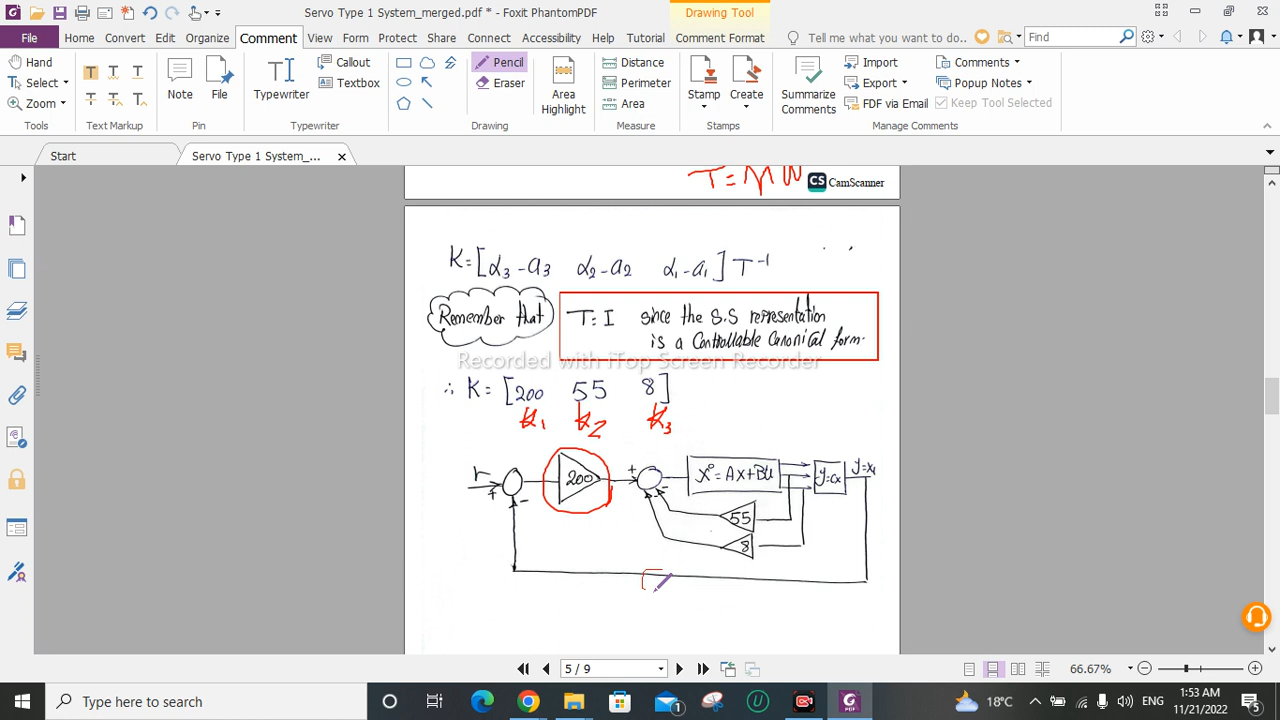 Servo Type 1 System_merged.pdf * - Foxit PhantomPDF
Drawing Tool
File Home Convert Edit Organize Comment View Form Protect Share Connect Accessibility Help Tutorial Comment Format Tell me what you want to do... Find
Hand
Select
Zoom
Tools
Text Markup
Note
File
Pin
Typewriter
Callout
Textbox
Typewriter
Pencil
Eraser
Drawing
Area
Highlight
Distance
Perimeter
Area
Measure
Stamp
Create
Stamps
Summarize
Comments
Import
Export
FDF via Email
Comments
Popup Notes
Keep Tool Selected
Manage Comments
Start
Servo Type 1 System_...
T = M W
CS CamScanner
K = [α3 - a3 α2 - a2 α1 - a1] T⁻¹
Remember that
T = I since the S.S representation
is a Controllable Canonical form.
Recorded with iTop Screen Recorder
∴ K = [200 55 8]
k1 k2 k3
r
+
-
200
+
-
-
X° = AX+BU
y=cx
y=x1
55
8
5 / 9
66.67%
Type here to search
1
18°C
ENG
1:53 AM
11/21/2022
5